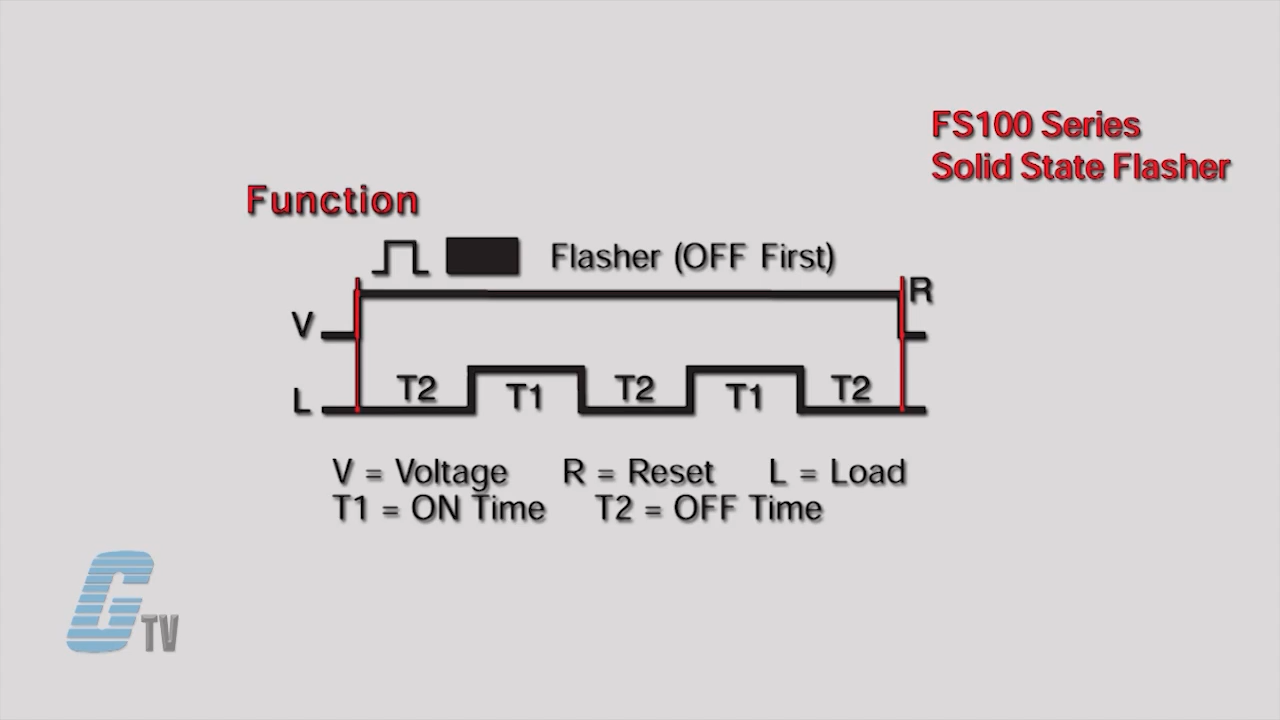 FS100 Series
Solid State Flasher
Function
Flasher (OFF First)
R
V
T2 T1 T2 T1 T2
L
V = Voltage R = Reset L = Load
T1 = ON Time T2 = OFF Time
G TV